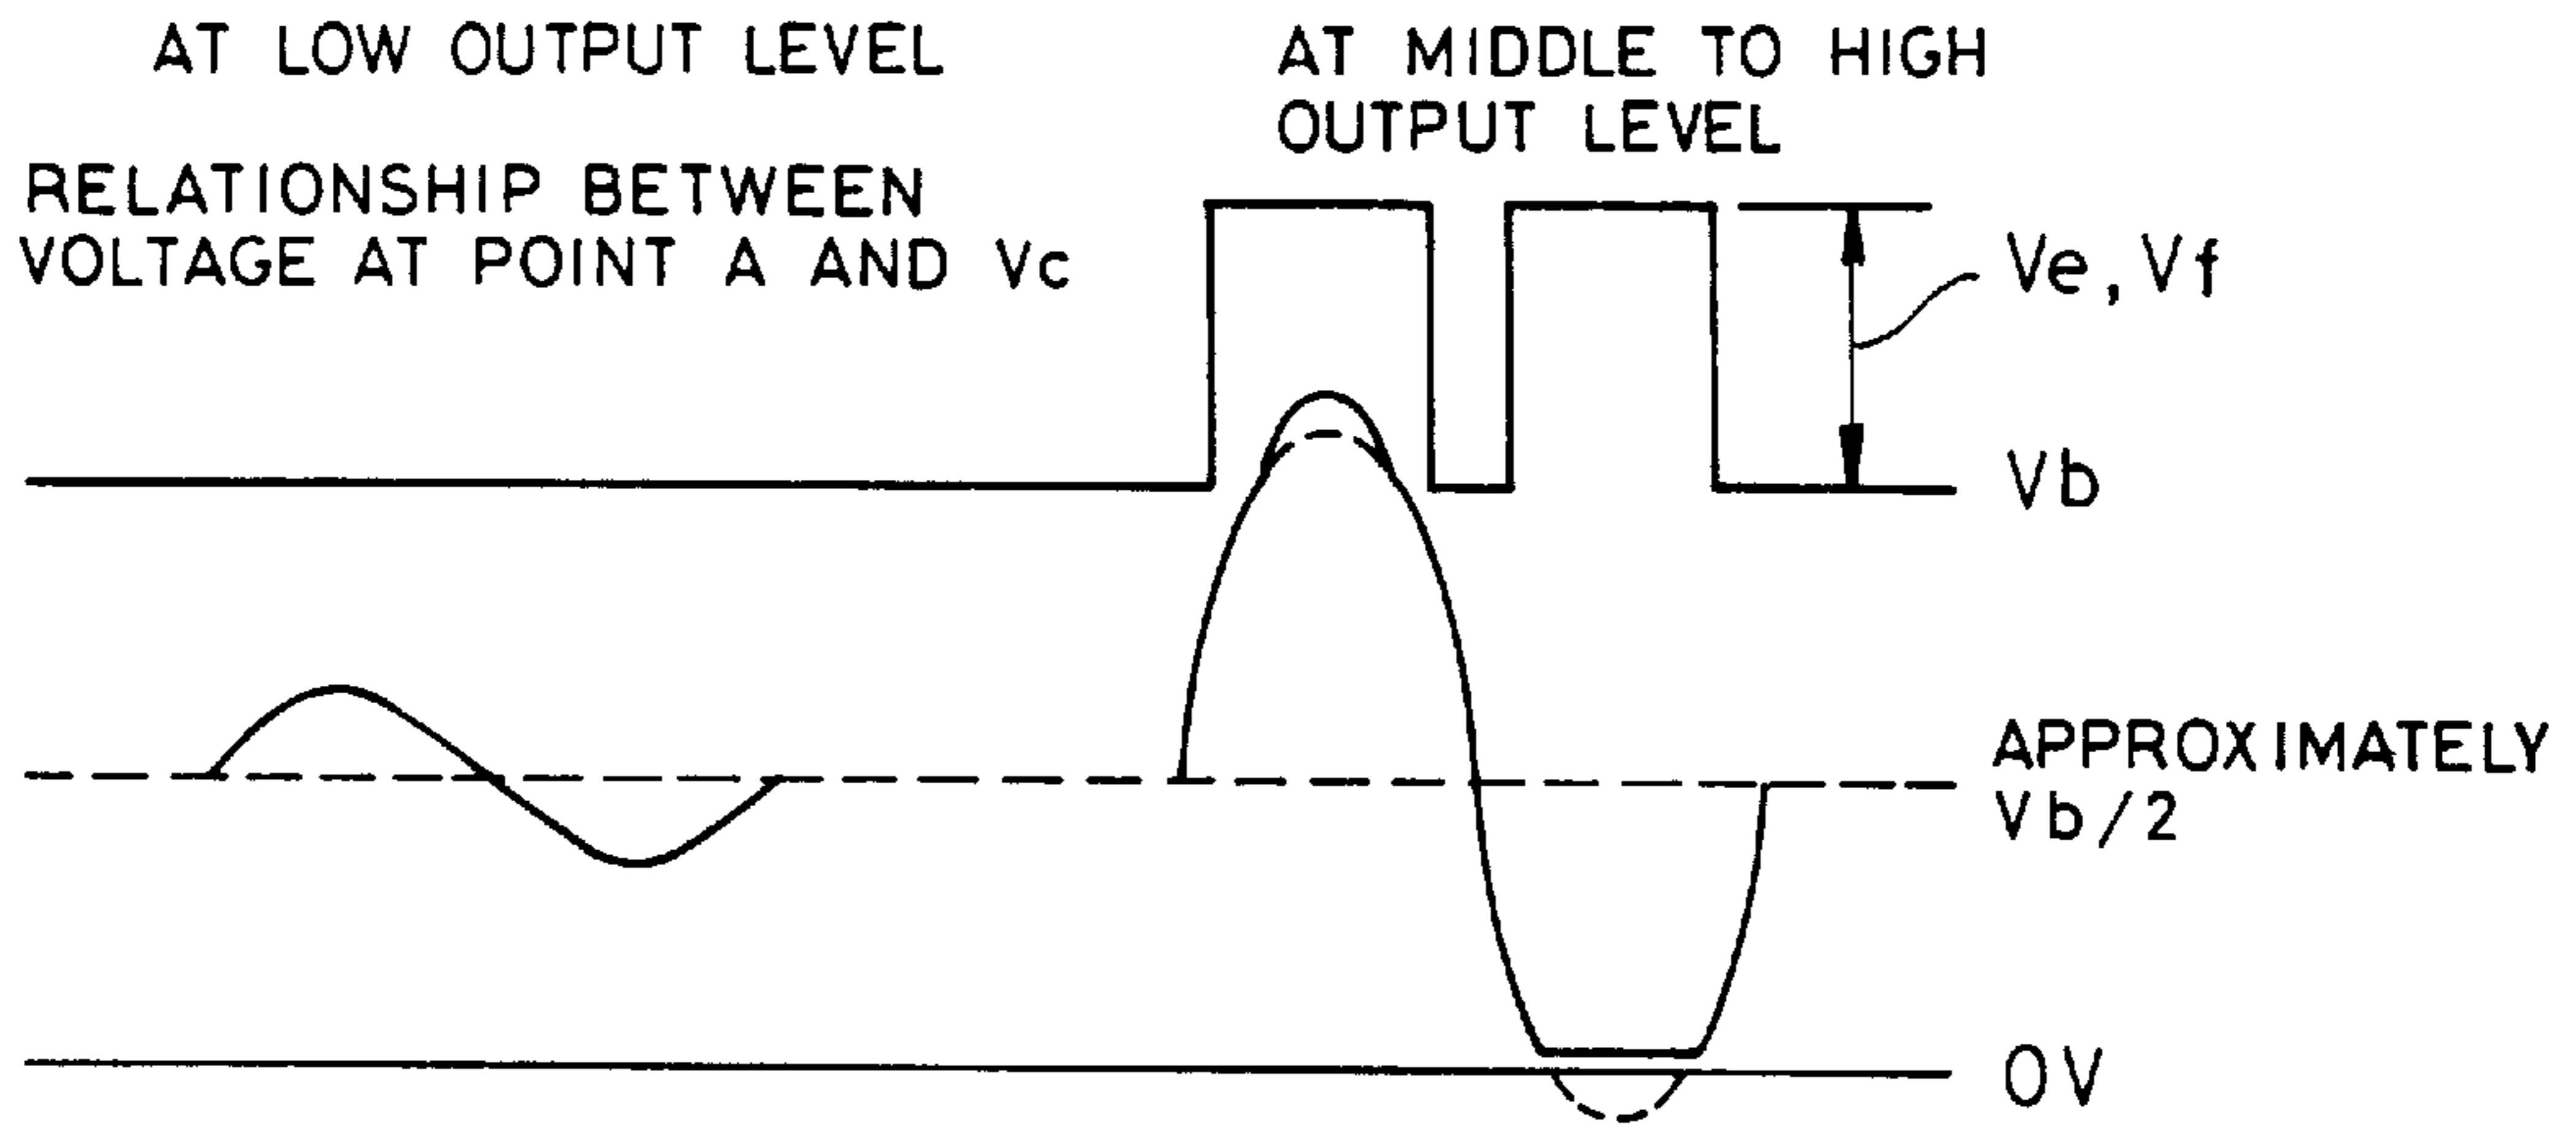 AT LOW OUTPUT LEVEL
AT MIDDLE TO HIGH
OUTPUT LEVEL
RELATIONSHIP BETWEEN
VOLTAGE AT POINT A AND Vc
Ve, Vf
Vb
APPROXIMATELY
Vb/2
0V